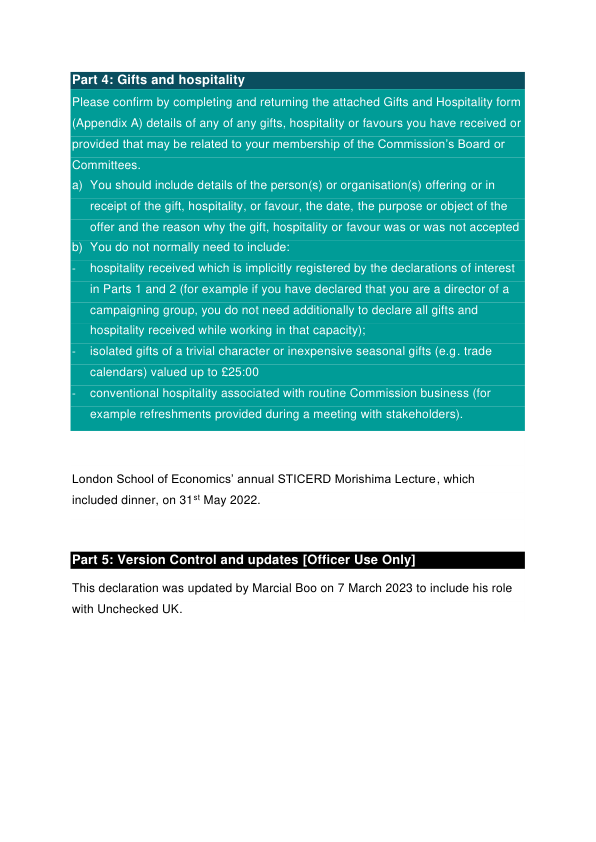 Part 4: Gifts and hospitality
Please confirm by completing and returning the attached Gifts and Hospitality form
(Appendix A) details of any of any gifts, hospitality or favours you have received or
provided that may be related to your membership of the Commission’s Board or
Committees.
a) You should include details of the person(s) or organisation(s) offering or in
receipt of the gift, hospitality, or favour, the date, the purpose or object of the
offer and the reason why the gift, hospitality or favour was or was not accepted
b) You do not normally need to include:
- hospitality received which is implicitly registered by the declarations of interest
in Parts 1 and 2 (for example if you have declared that you are a director of a
campaigning group, you do not need additionally to declare all gifts and
hospitality received while working in that capacity);
- isolated gifts of a trivial character or inexpensive seasonal gifts (e.g. trade
calendars) valued up to £25:00
- conventional hospitality associated with routine Commission business (for
example refreshments provided during a meeting with stakeholders).
London School of Economics’ annual STICERD Morishima Lecture, which
included dinner, on 31st May 2022.
Part 5: Version Control and updates [Officer Use Only]
This declaration was updated by Marcial Boo on 7 March 2023 to include his role
with Unchecked UK.